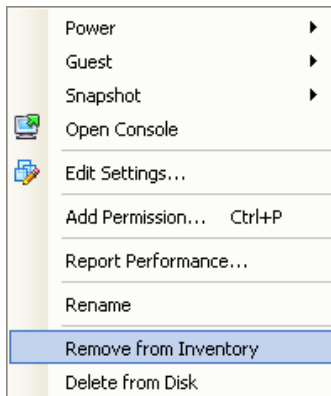 Power
Guest
Snapshot
Open Console
Edit Settings...
Add Permission... Ctrl+P
Report Performance...
Rename
Remove from Inventory
Delete from Disk